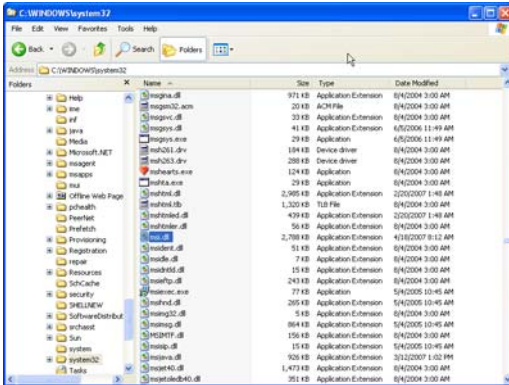 C:\WINDOWS\system32
File Edit View Favorites Tools Help
Back Search Folders
Address C:\WINDOWS\system32
Folders Name Size Type Date Modified
Help msgina.dll 971 KB Application Extension 8/4/2004 3:00 AM
ime msgsm32.acm 20 KB ACM File 8/4/2004 3:00 AM
inf msgsvc.dll 33 KB Application Extension 8/4/2004 3:00 AM
java msgsys.dll 41 KB Application Extension 6/5/2006 11:49 AM
Media msgsys.exe 29 KB Application 6/5/2006 11:49 AM
Microsoft.NET msh261.drv 184 KB Device driver 8/4/2004 3:00 AM
msagent msh263.drv 288 KB Device driver 8/4/2004 3:00 AM
msapps mshearts.exe 124 KB Application 8/4/2004 3:00 AM
mui mshta.exe 29 KB Application 8/4/2004 3:00 AM
Offline Web Page mshtml.dll 2,985 KB Application Extension 2/20/2007 1:48 AM
pchealth mshtml.tlb 1,320 KB TLB File 8/4/2004 3:00 AM
PeerNet mshtmled.dll 439 KB Application Extension 2/20/2007 1:48 AM
Prefetch mshtmler.dll 56 KB Application Extension 8/4/2004 3:00 AM
Provisioning msi.dll 2,788 KB Application Extension 4/18/2007 8:12 AM
Registration msident.dll 51 KB Application Extension 8/4/2004 3:00 AM
repair msidle.dll 7 KB Application Extension 8/4/2004 3:00 AM
Resources msidntld.dll 15 KB Application Extension 8/4/2004 3:00 AM
SchCache msieftp.dll 243 KB Application Extension 8/4/2004 3:00 AM
security msiexec.exe 77 KB Application 5/4/2005 10:45 AM
SHELLNEW msihnd.dll 265 KB Application Extension 5/4/2005 10:45 AM
SoftwareDistribut msimg32.dll 5 KB Application Extension 8/4/2004 3:00 AM
srchasst msimsg.dll 864 KB Application Extension 5/4/2005 10:45 AM
Sun MSIMTF.dll 156 KB Application Extension 8/4/2004 3:00 AM
system msisip.dll 15 KB Application Extension 5/4/2005 10:45 AM
system32 msjava.dll 926 KB Application Extension 3/12/2007 1:02 PM
Tasks msjet40.dll 1,473 KB Application Extension 8/4/2004 3:00 AM
msjetoledb40.dll 351 KB Application Extension 8/4/2004 3:00 AM